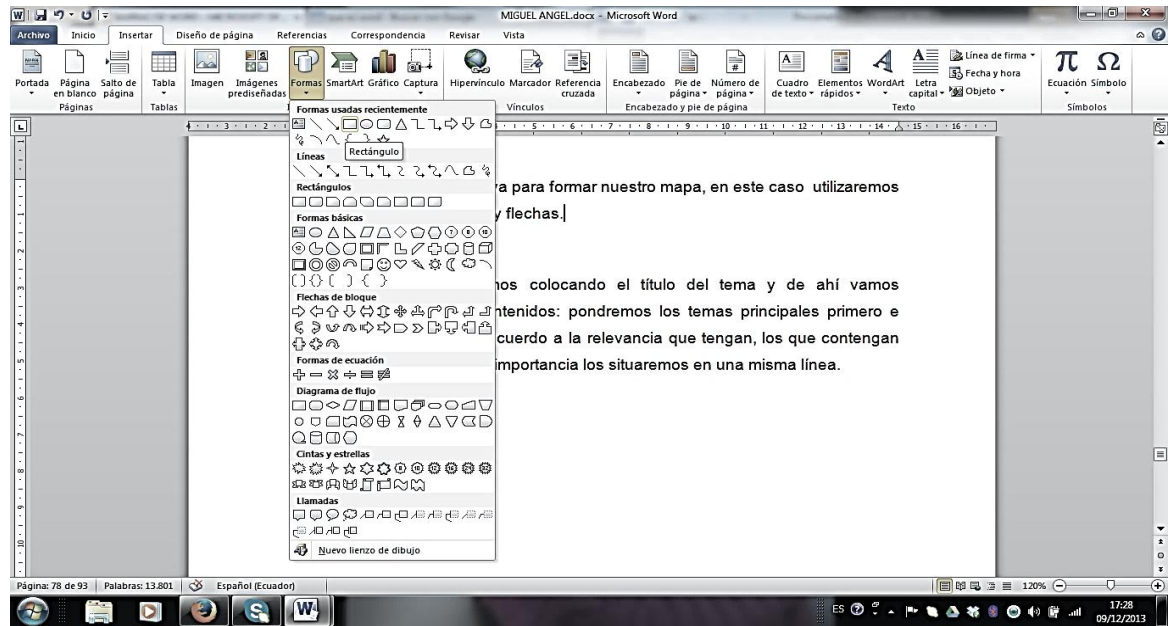 MIGUEL ANGEL.docx - Microsoft Word
Archivo Inicio Insertar Diseño de página Referencias Correspondencia Revisar Vista
Portada Página en blanco Salto de página Tabla Imagen Imágenes prediseñadas Formas SmartArt Gráfico Captura Hipervínculo Marcador Referencia cruzada Encabezado Pie de página Número de página Cuadro de texto Elementos rápidos WordArt Letra capital Línea de firma Fecha y hora Objeto Ecuación Símbolo
Páginas Tablas Vínculos Encabezado y pie de página Texto Símbolos
Formas usadas recientemente
Rectángulo
Líneas
Rectángulos
Formas básicas
Flechas de bloque
Formas de ecuación
Diagrama de flujo
Cintas y estrellas
Llamadas
Nuevo lienzo de dibujo
va para formar nuestro mapa, en este caso utilizaremos
y flechas.
nos colocando el título del tema y de ahí vamos
ntenidos: pondremos los temas principales primero e
cuerdo a la relevancia que tengan, los que contengan
importancia los situaremos en una misma línea.
Página: 78 de 93 Palabras: 13.801 Español (Ecuador) 120%
ES 17:28
09/12/2013